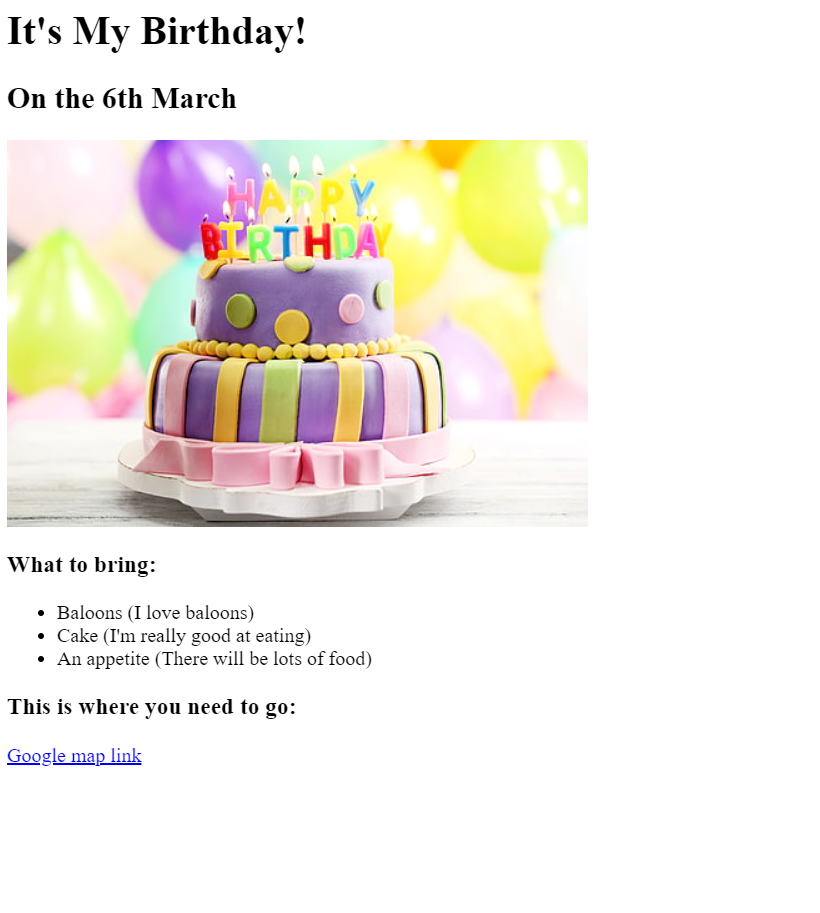 It's My Birthday!
On the 6th March
HAPPY
BIRTHDAY
What to bring:
Baloons (I love baloons)
Cake (I'm really good at eating)
An appetite (There will be lots of food)
This is where you need to go:
Google map link